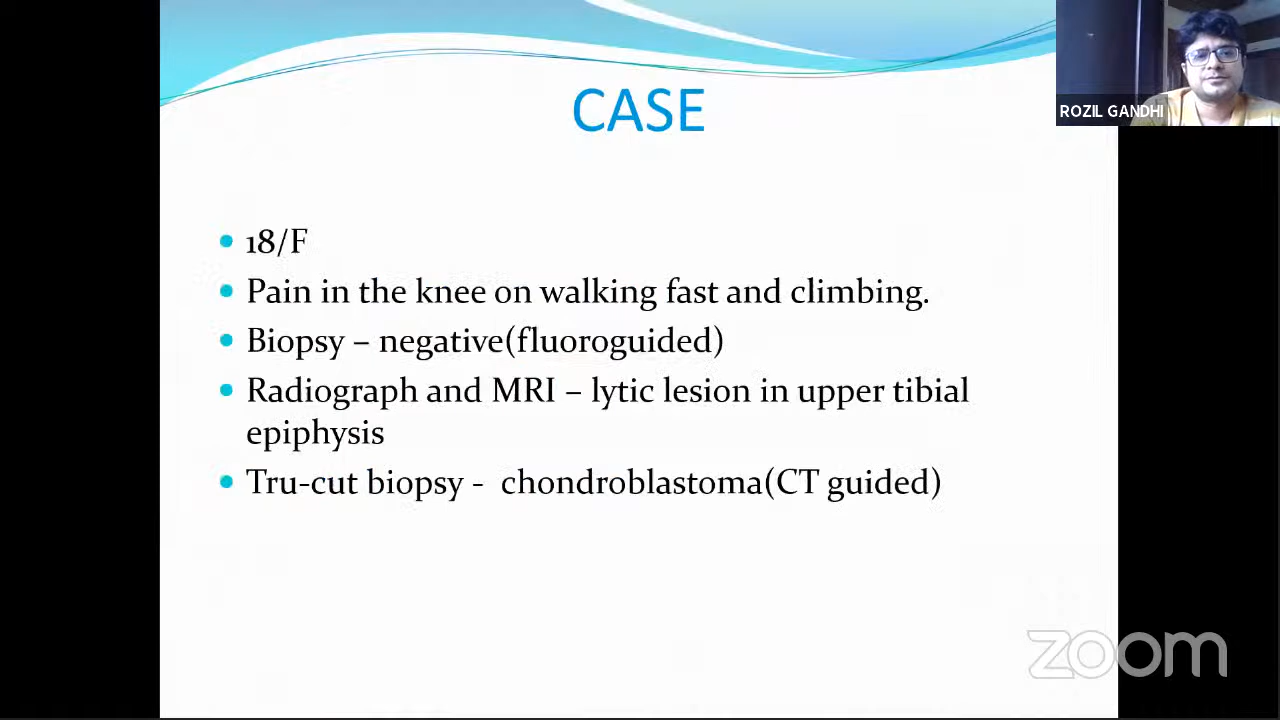 CASE
ROZIL GANDHI
• 18/F
• Pain in the knee on walking fast and climbing.
• Biopsy – negative(fluoroguided)
• Radiograph and MRI – lytic lesion in upper tibial
epiphysis
• Tru-cut biopsy - chondroblastoma(CT guided)
zoom